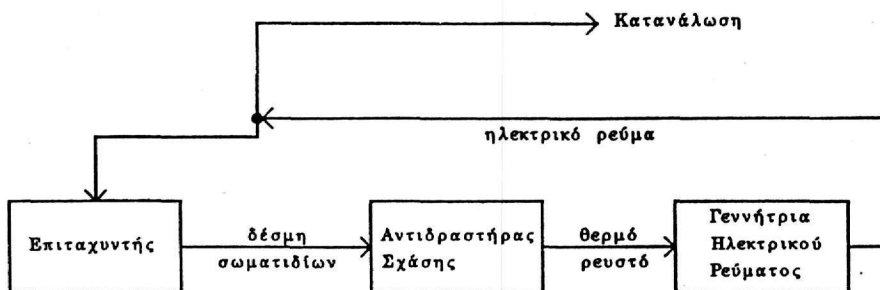 Κατανάλωση
ηλεκτρικό ρεύμα
Επιταχυντής
δέσμη
σωματιδίων
Αντιδραστήρας
Σχάσης
θερμό
ρευστό
Γεννήτρια
Ηλεκτρικού
Ρεύματος